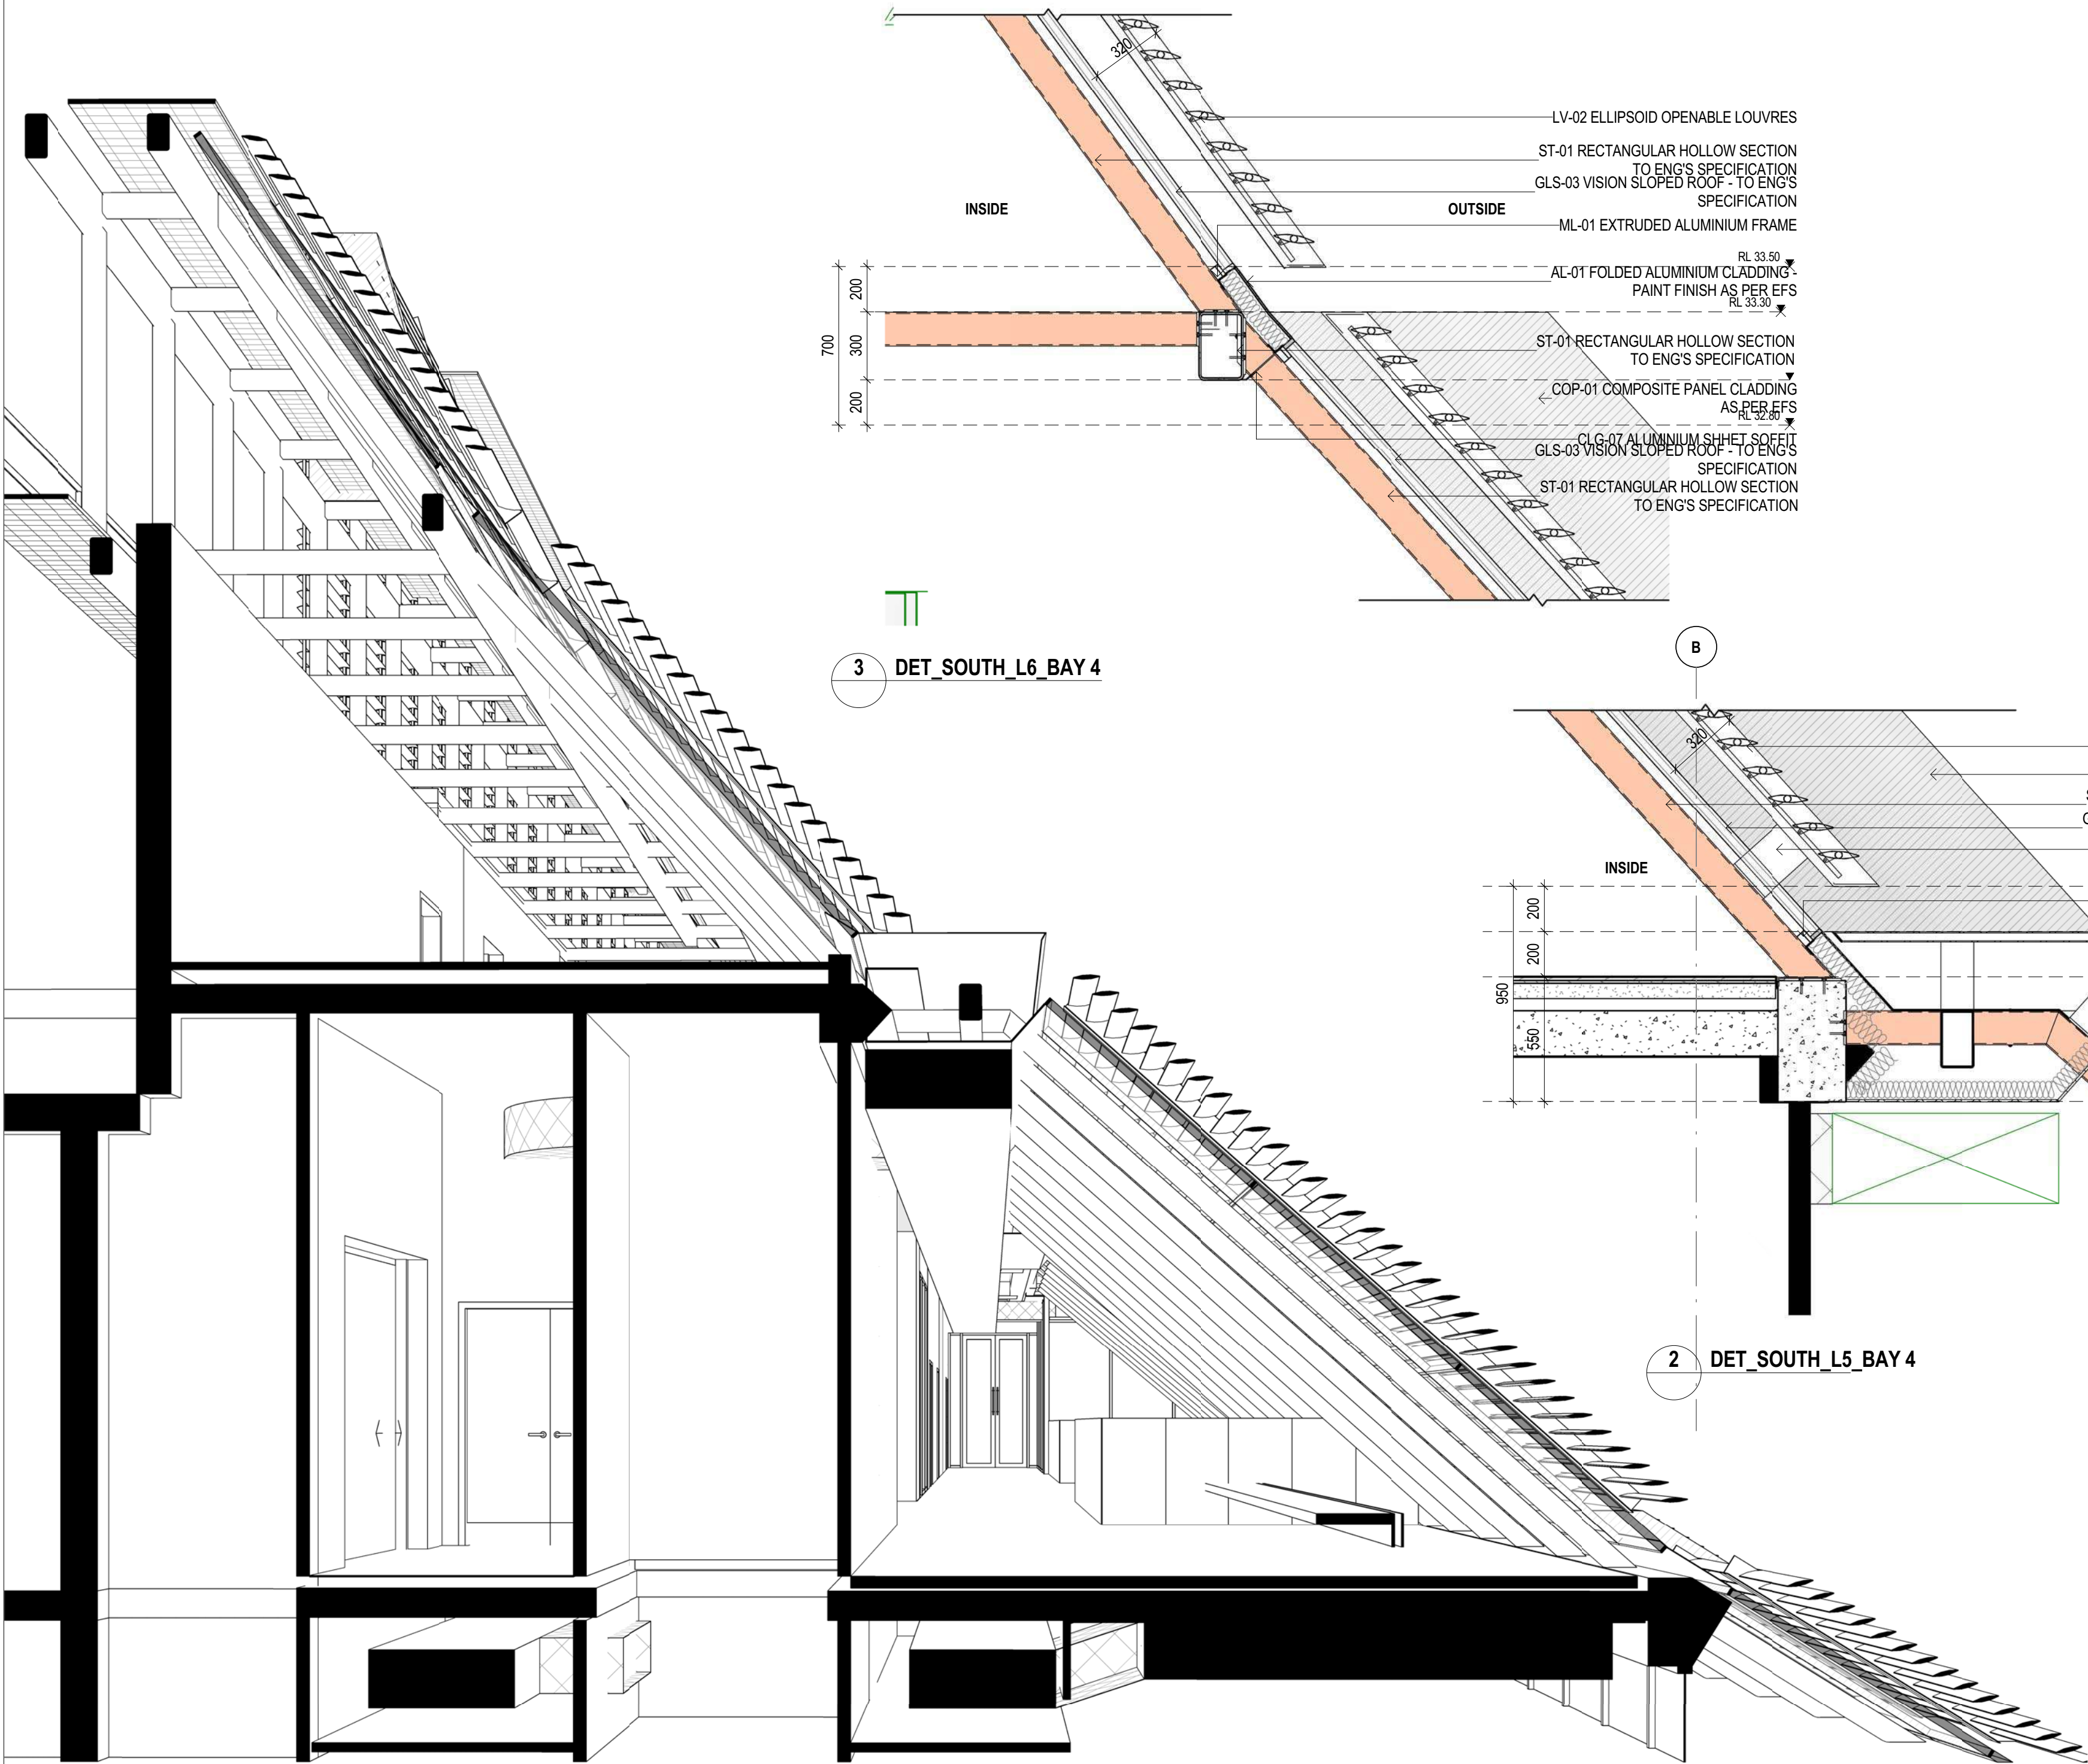 320
LV-02 ELLIPSOID OPENABLE LOUVRES
ST-01 RECTANGULAR HOLLOW SECTION
TO ENG'S SPECIFICATION
GLS-03 VISION SLOPED ROOF - TO ENG'S
SPECIFICATION
INSIDE
OUTSIDE
ML-01 EXTRUDED ALUMINIUM FRAME
RL 33.50
AL-01 FOLDED ALUMINIUM CLADDING -
PAINT FINISH AS PER EFS
RL 33.30
200
700
300
200
ST-01 RECTANGULAR HOLLOW SECTION
TO ENG'S SPECIFICATION
COP-01 COMPOSITE PANEL CLADDING
AS PER EFS
RL 32.80
CLG-07 ALUMINIUM SHHET SOFFIT
GLS-03 VISION SLOPED ROOF - TO ENG'S
SPECIFICATION
ST-01 RECTANGULAR HOLLOW SECTION
TO ENG'S SPECIFICATION
3 DET_SOUTH_L6_BAY 4
B
320
INSIDE
200
200
950
550
2 DET_SOUTH_L5_BAY 4